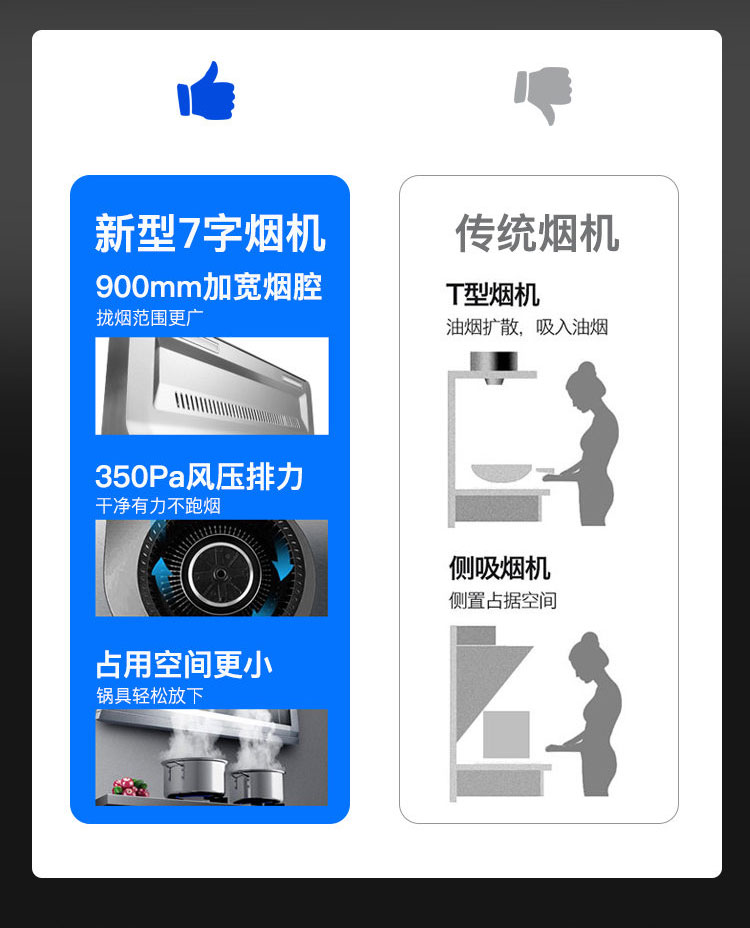 新型7字烟机
900mm加宽烟腔
拢烟范围更广
350Pa风压排力
干净有力不跑烟
占用空间更小
锅具轻松放下
传统烟机
T型烟机
油烟扩散，吸入油烟
侧吸烟机
侧置占据空间